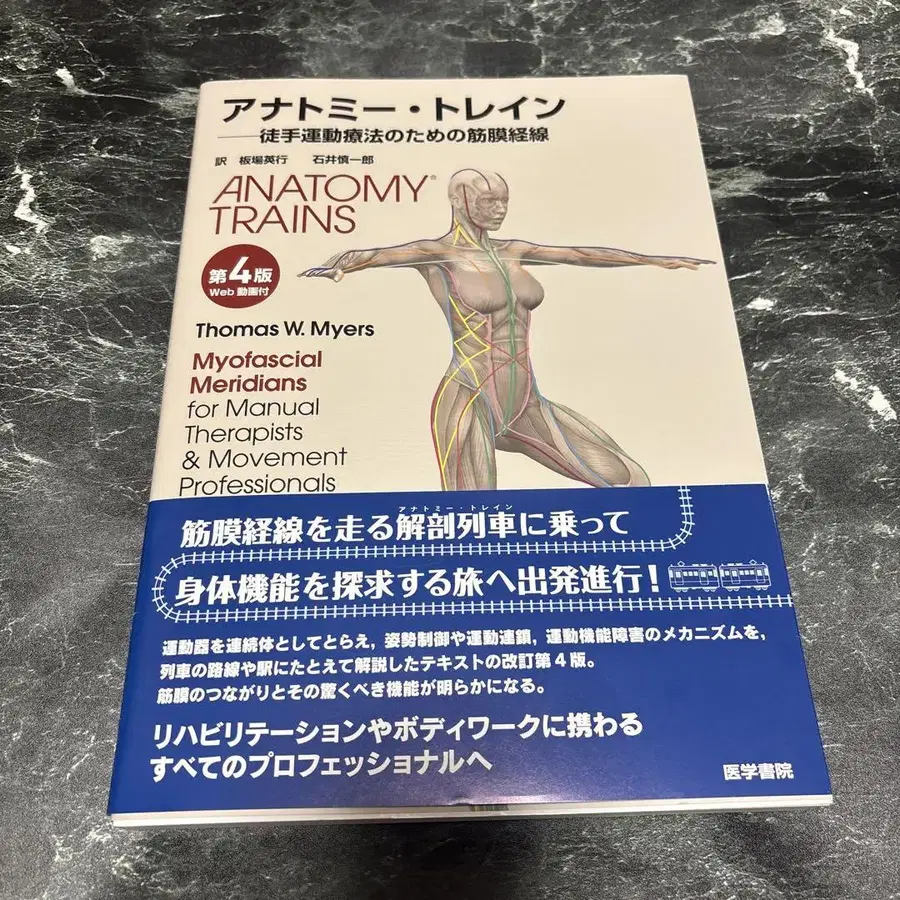 アナトミー・トレイン
──徒手運動療法のための筋膜経線
訳 板場英行 石井慎一郎
ANATOMY®
TRAINS
第4版
Web動画付
Thomas W. Myers
Myofascial
Meridians
for Manual
Therapists
& Movement
Professionals
アナトミー・トレイン
筋膜経線を走る解剖列車に乗って
身体機能を探求する旅へ出発進行!
運動器を連続体としてとらえ,姿勢制御や運動連鎖,運動機能障害のメカニズムを,
列車の路線や駅にたとえて解説したテキストの改訂第4版。
筋膜のつながりとその驚くべき機能が明らかになる。
リハビリテーションやボディワークに携わる
すべてのプロフェッショナルへ
医学書院